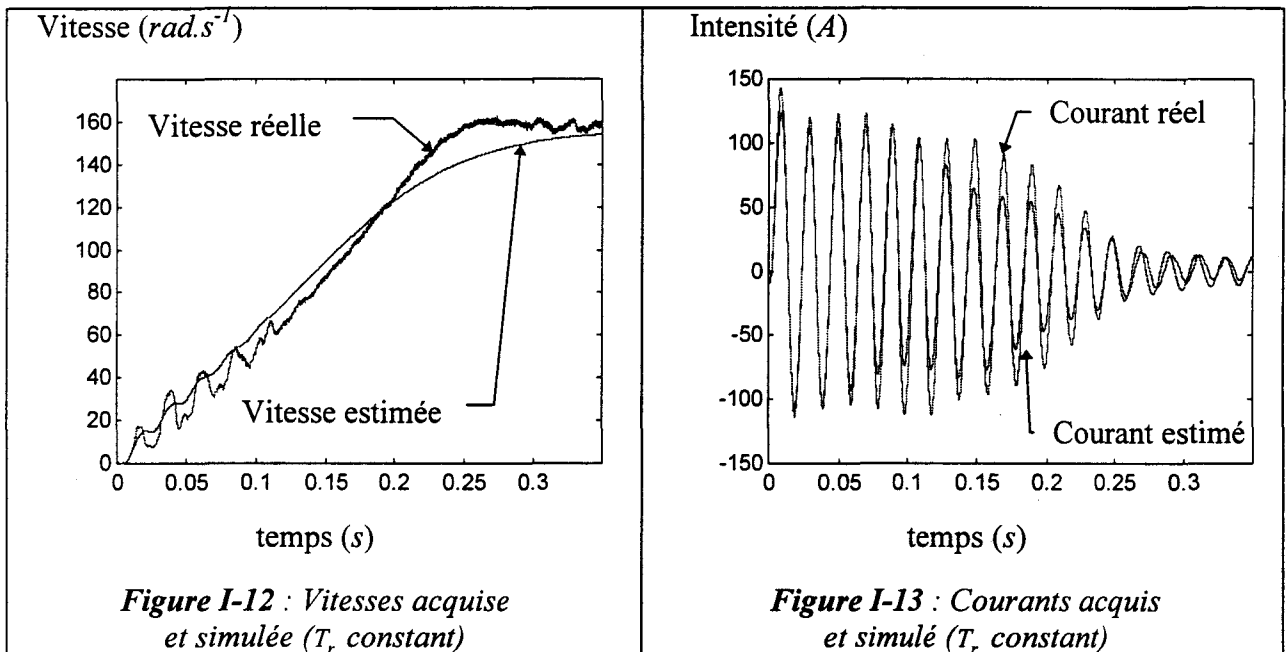 Vitesse (rad.s⁻¹)
160
140
120
100
80
60
40
20
0
0 0.05 0.1 0.15 0.2 0.25 0.3
Vitesse réelle
Vitesse estimée
temps (s)
Figure I-12 : Vitesses acquise
et simulée (Tr constant)
Intensité (A)
150
100
50
0
-50
-100
-150
0 0.05 0.1 0.15 0.2 0.25 0.3
Courant réel
Courant estimé
temps (s)
Figure I-13 : Courants acquis
et simulé (Tr constant)